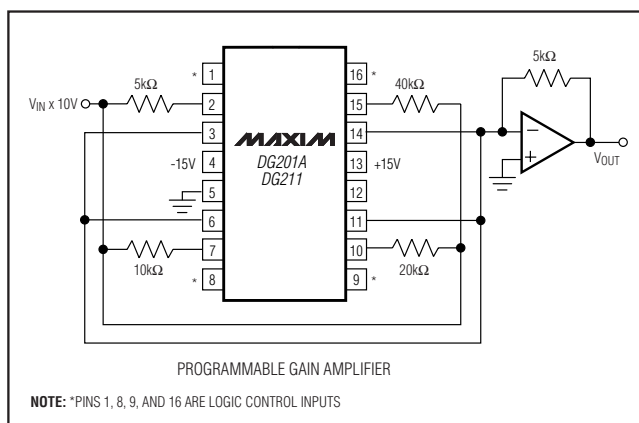 5kΩ
* 1
16 *
5kΩ
40kΩ
VIN x 10V
2
15
3
14
MAXIM
-15V
4
DG201A
13
+15V
DG211
5
12
VOUT
6
11
7
10
10kΩ
20kΩ
* 8
9 *
−
+
PROGRAMMABLE GAIN AMPLIFIER
NOTE: *PINS 1, 8, 9, AND 16 ARE LOGIC CONTROL INPUTS